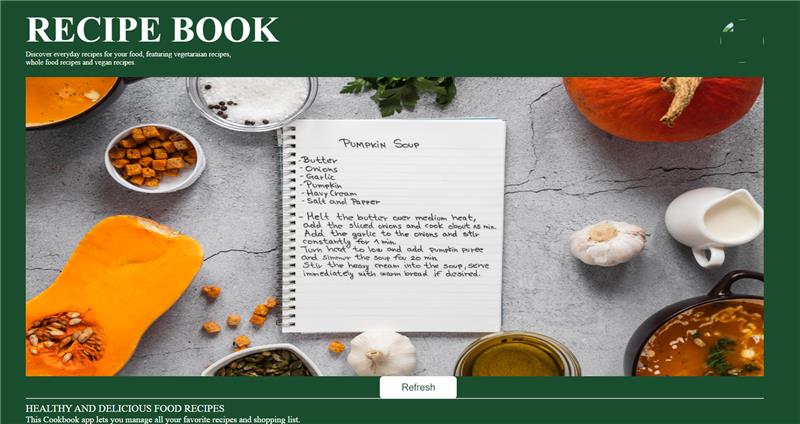 RECIPE BOOK
Discover everyday recipes for your food, featuring vegetaraian recipes,
whole food recipes and vegan recipes.
Pumpkin Soup
-Butter
-Onions
-Garlic
-Pumpkin
-Havy Cream
-Salt and Papper
- Melt the butter over medium heat,
add the sliced onions and cook about 15 min.
Add the garlic to the onions and stir
constantly for 1 min.
Turn heat to low and add pumpkin puree
and simmur the soup for 20 min
Stir the heavy cream into the soup, serve
immediately with warm bread if desired.
Refresh
HEALTHY AND DELICIOUS FOOD RECIPES
This Cookbook app lets you manage all your favorite recipes and shopping list.